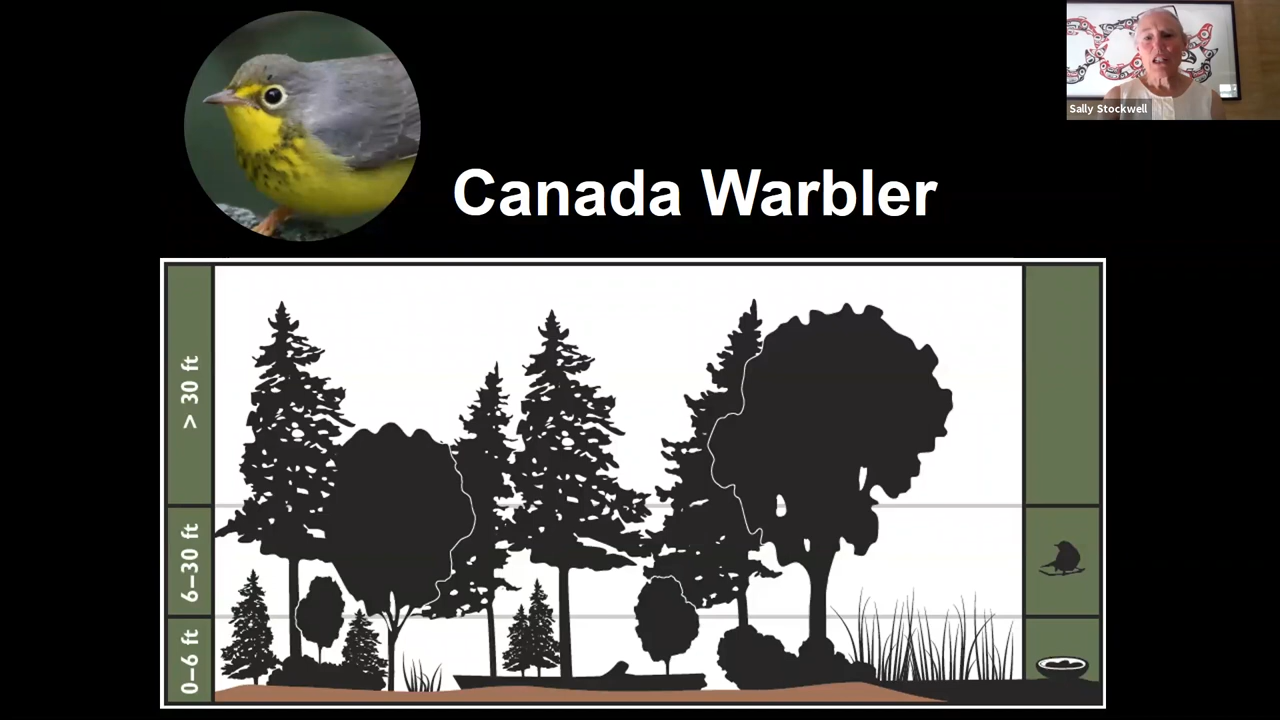 Sally Stockwell
Canada Warbler
> 30 ft
6–30 ft
0–6 ft